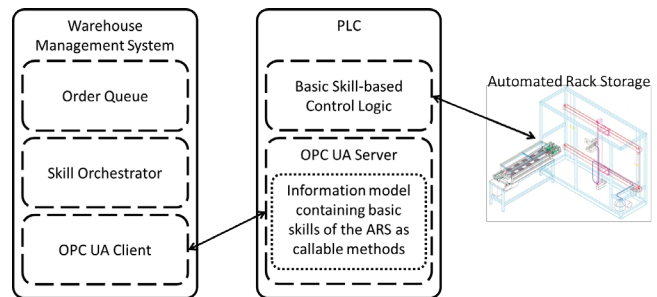 Warehouse
Management System
Order Queue
Skill Orchestrator
OPC UA Client
PLC
Basic Skill-based
Control Logic
OPC UA Server
Information model
containing basic
skills of the ARS as
callable methods
Automated Rack Storage